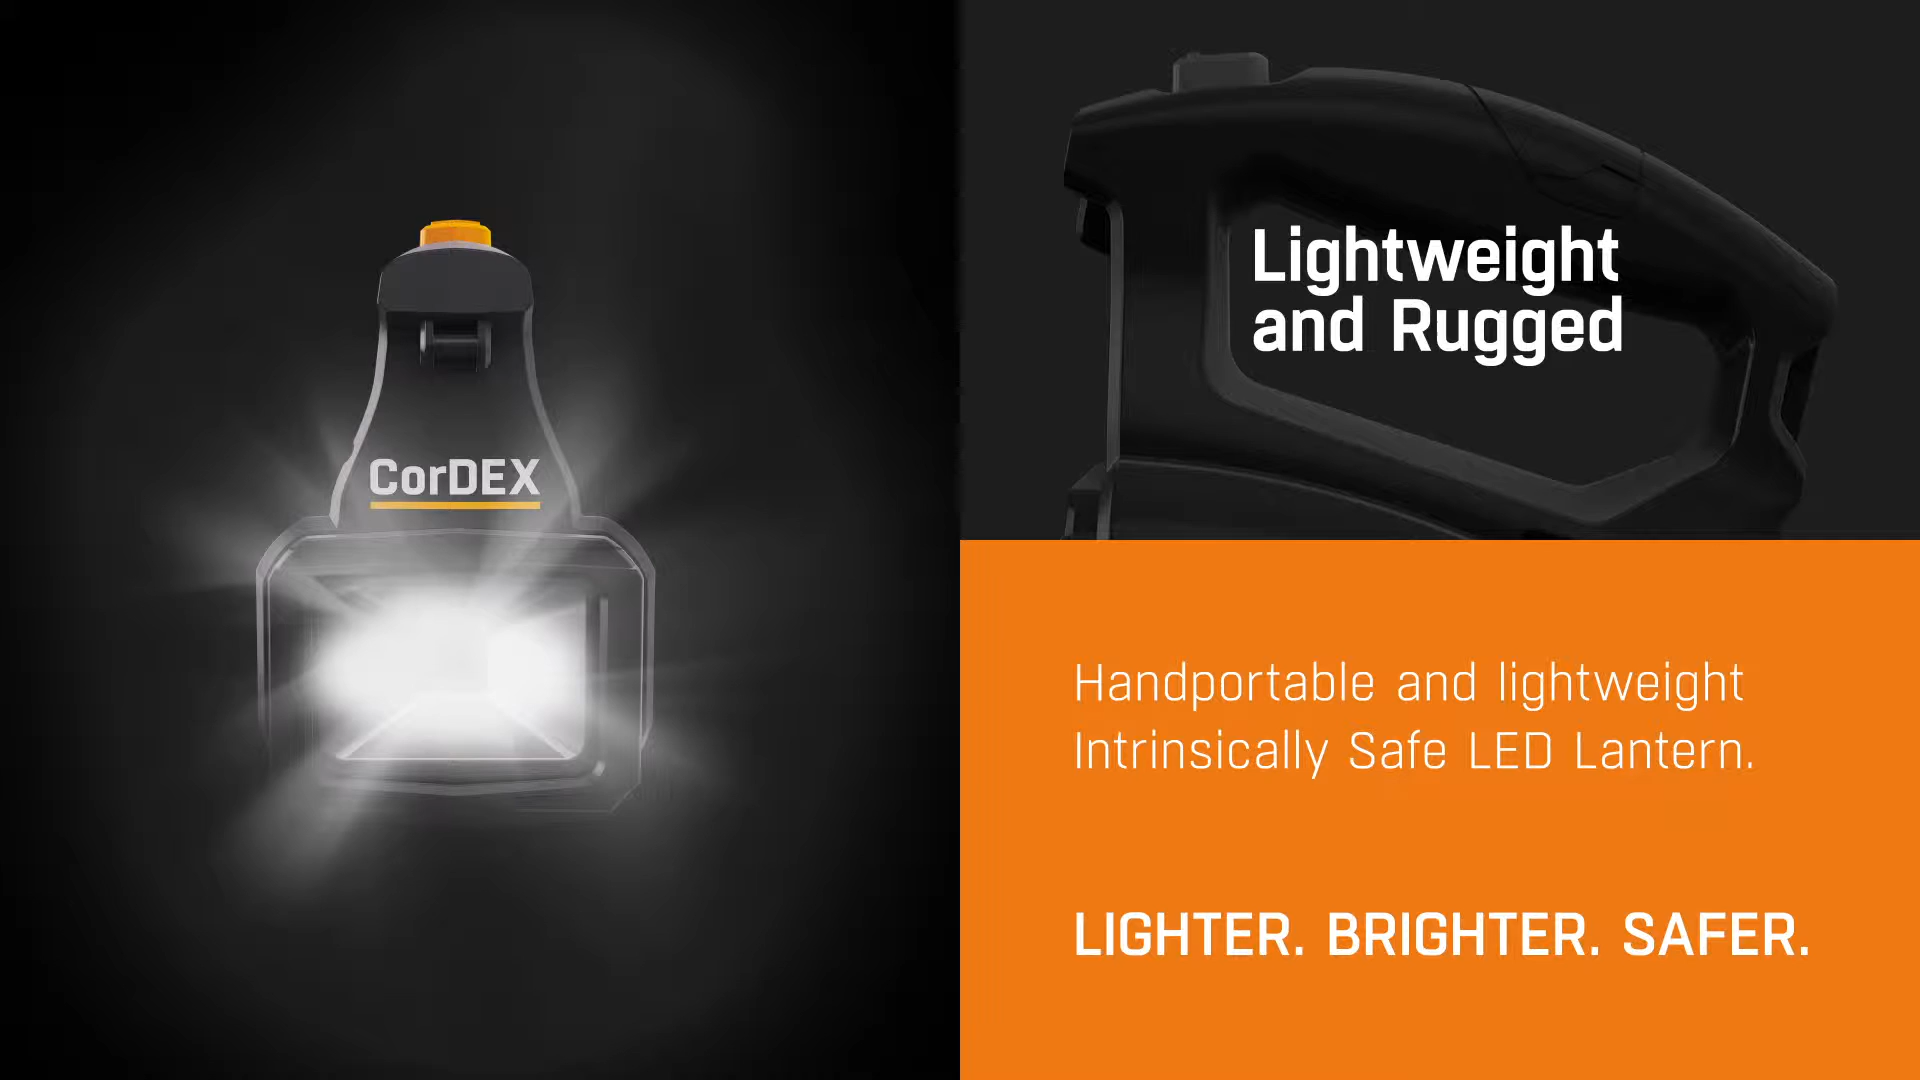 CorDEX
Lightweight
and Rugged
Handportable and lightweight
Intrinsically Safe LED Lantern.
LIGHTER. BRIGHTER. SAFER.